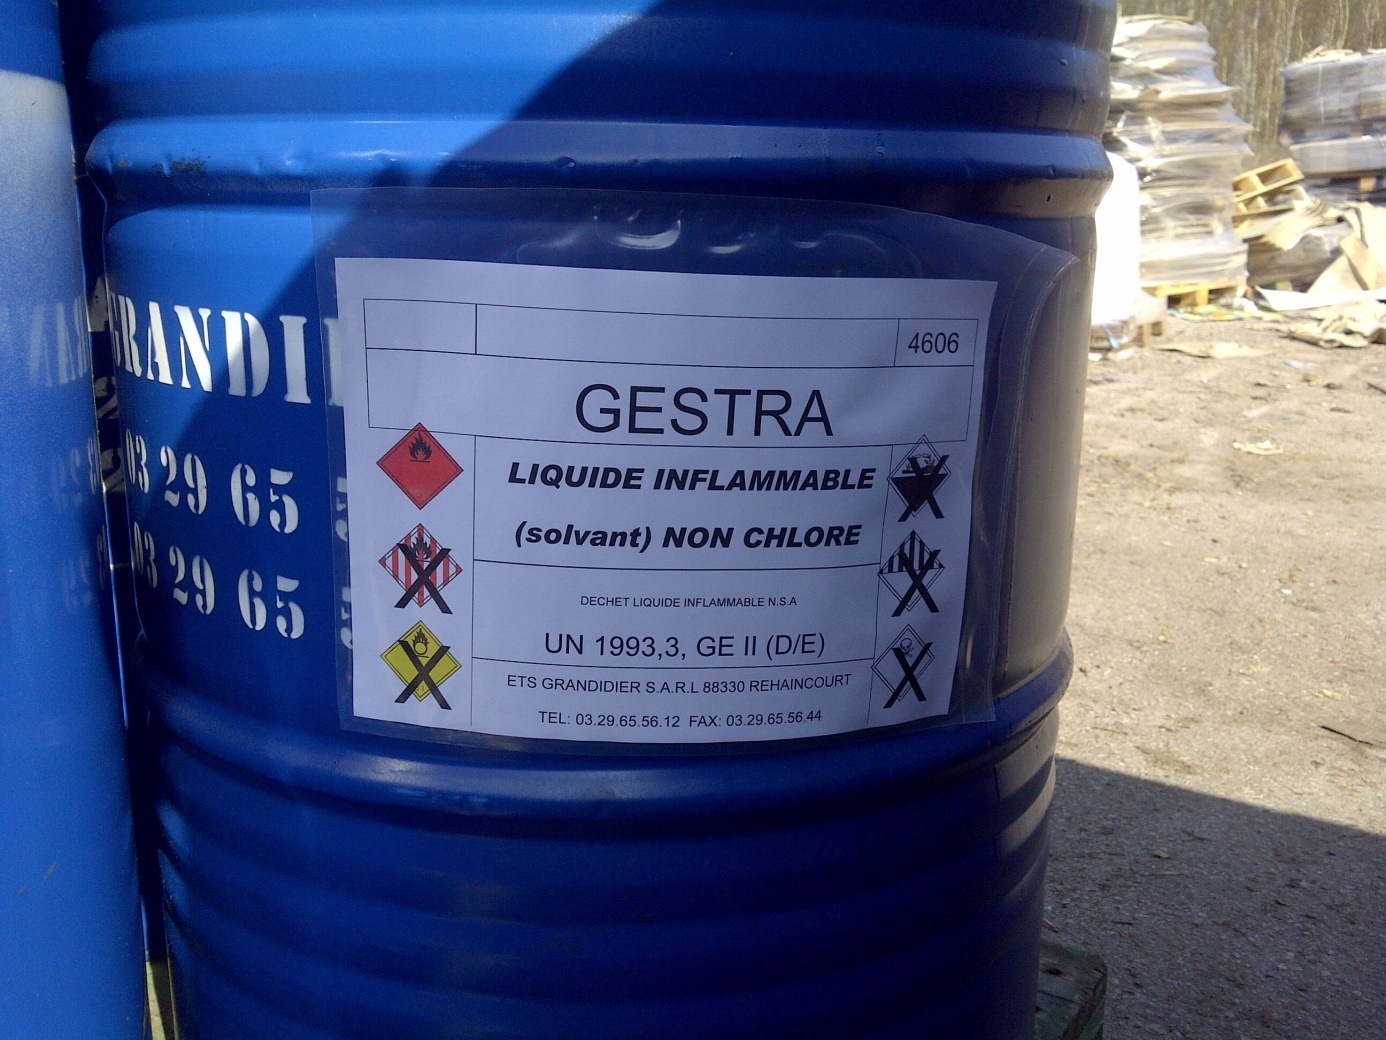 GRANDI
03 29 65
03 29 65
4606
GESTRA
LIQUIDE INFLAMMABLE
(solvant) NON CHLORE
DECHET LIQUIDE INFLAMMABLE N.S.A
UN 1993,3, GE II (D/E)
ETS GRANDIDIER S.A.R.L 88330 REHAINCOURT
TEL: 03.29.65.56.12 FAX: 03.29.65.56.44